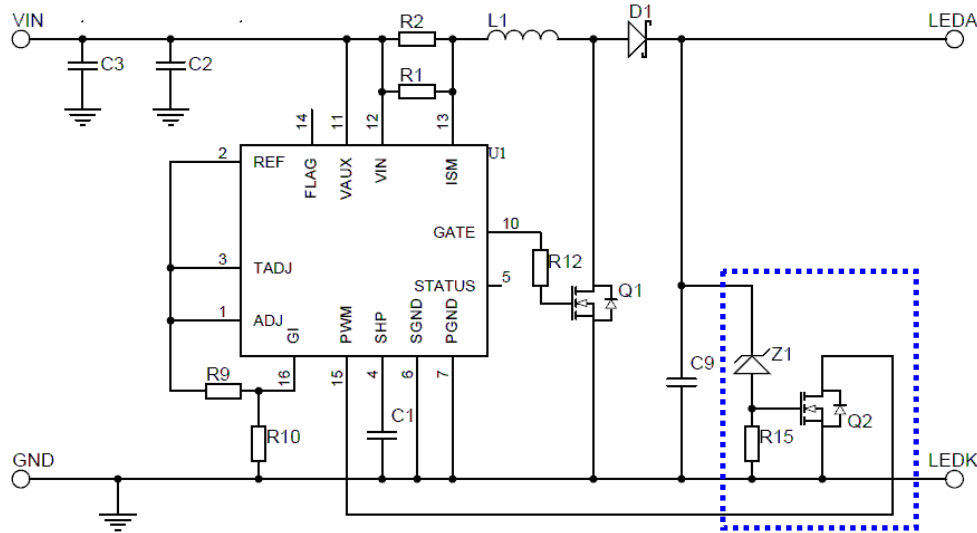 VIN
R2
L1
D1
LEDA
C3
C2
R1
14
11
12
13
U1
2
REF
FLAG
VAUX
VIN
ISM
GATE
10
3
TADJ
R12
STATUS
5
Q1
1
ADJ
GI
PWM
SHP
SGND
PGND
C9
Z1
R9
16
15
4
6
7
C1
R10
R15
Q2
GND
LEDK